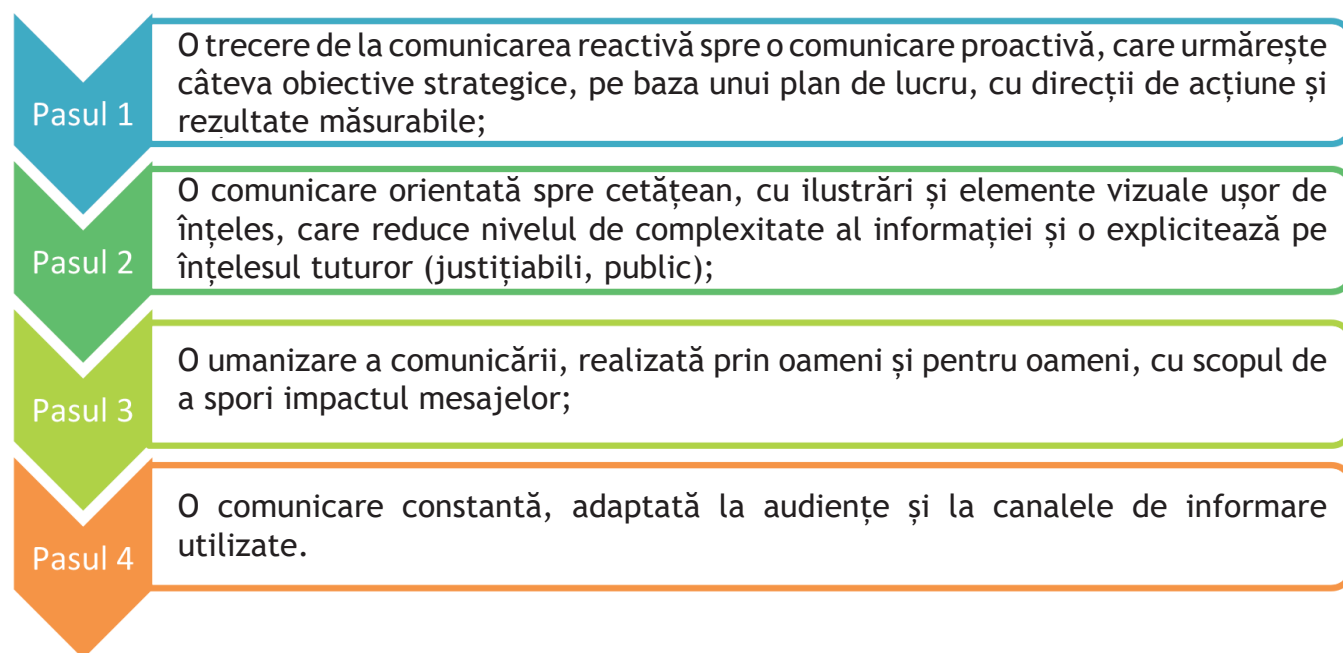 Pasul 1
O trecere de la comunicarea reactivă spre o comunicare proactivă, care urmărește
câteva obiective strategice, pe baza unui plan de lucru, cu direcții de acțiune și
rezultate măsurabile;
Pasul 2
O comunicare orientată spre cetățean, cu ilustrări și elemente vizuale ușor de
înțeles, care reduce nivelul de complexitate al informației și o explicitează pe
înțelesul tuturor (justițiabili, public);
Pasul 3
O umanizare a comunicării, realizată prin oameni și pentru oameni, cu scopul de
a spori impactul mesajelor;
Pasul 4
O comunicare constantă, adaptată la audiențe și la canalele de informare
utilizate.